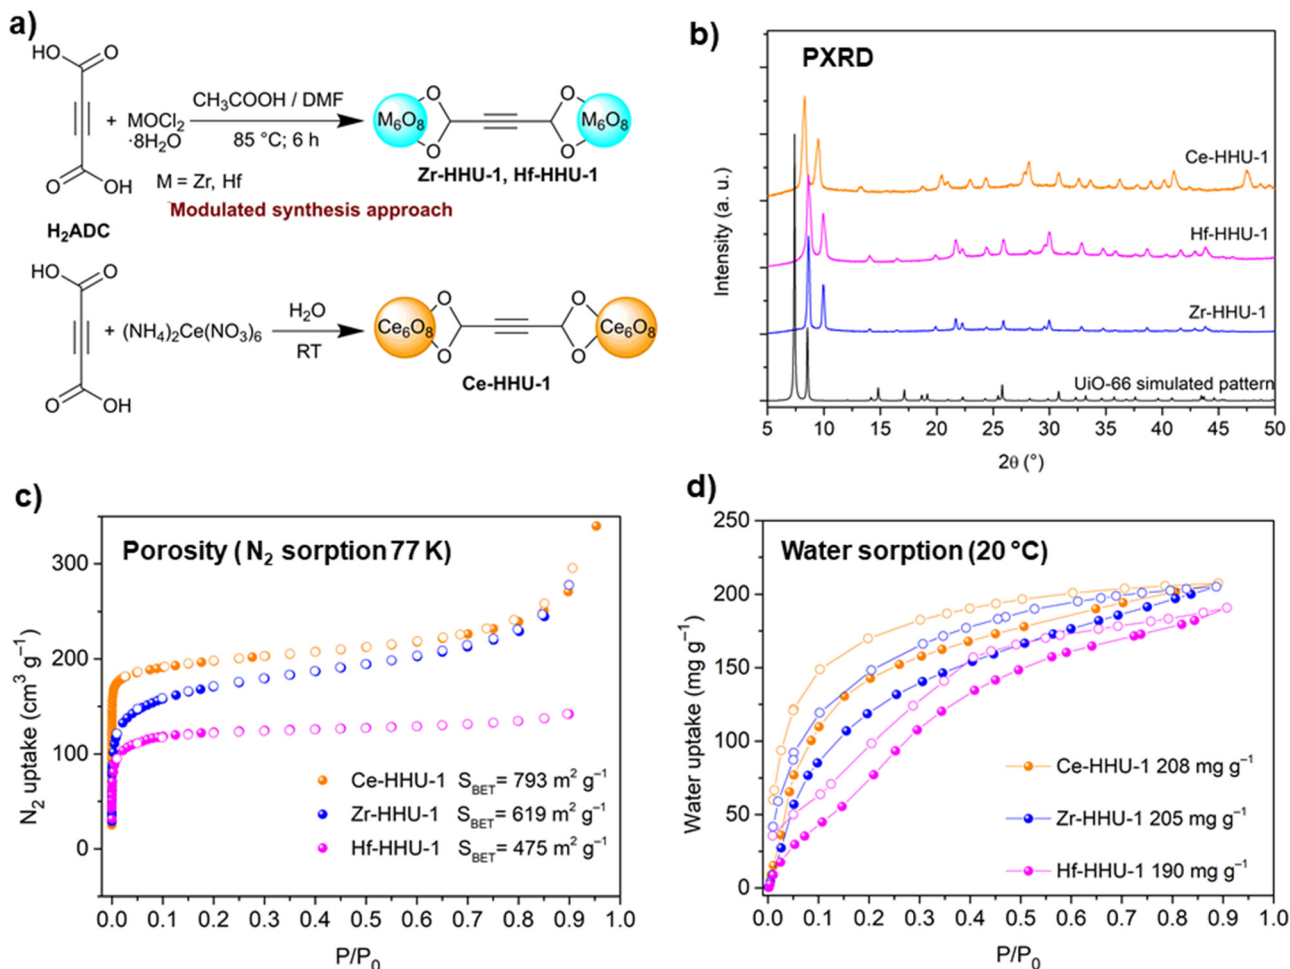 a)
HO
O
CH₃COOH / DMF
+ MOCl₂
·8H₂O
85 °C; 6 h
M₆O₈
O
O
O
O
M₆O₈
O
OH
M = Zr, Hf
Zr-HHU-1, Hf-HHU-1
Modulated synthesis approach
H₂ADC
HO
O
+ (NH₄)₂Ce(NO₃)₆
H₂O
RT
Ce₆O₈
O
O
O
O
Ce₆O₈
O
OH
Ce-HHU-1
b)
PXRD
Intensity (a. u.)
Ce-HHU-1
Hf-HHU-1
Zr-HHU-1
UiO-66 simulated pattern
5 10 15 20 25 30 35 40 45 50
2θ (°)
c)
Porosity ( N₂ sorption 77 K)
N₂ uptake (cm³ g⁻¹)
300
200
100
0
Ce-HHU-1 S_BET = 793 m² g⁻¹
Zr-HHU-1 S_BET = 619 m² g⁻¹
Hf-HHU-1 S_BET = 475 m² g⁻¹
0.0 0.1 0.2 0.3 0.4 0.5 0.6 0.7 0.8 0.9 1.0
P/P₀
d)
Water sorption (20 °C)
Water uptake (mg g⁻¹)
250
200
150
100
50
0
Ce-HHU-1 208 mg g⁻¹
Zr-HHU-1 205 mg g⁻¹
Hf-HHU-1 190 mg g⁻¹
0.0 0.1 0.2 0.3 0.4 0.5 0.6 0.7 0.8 0.9 1.0
P/P₀